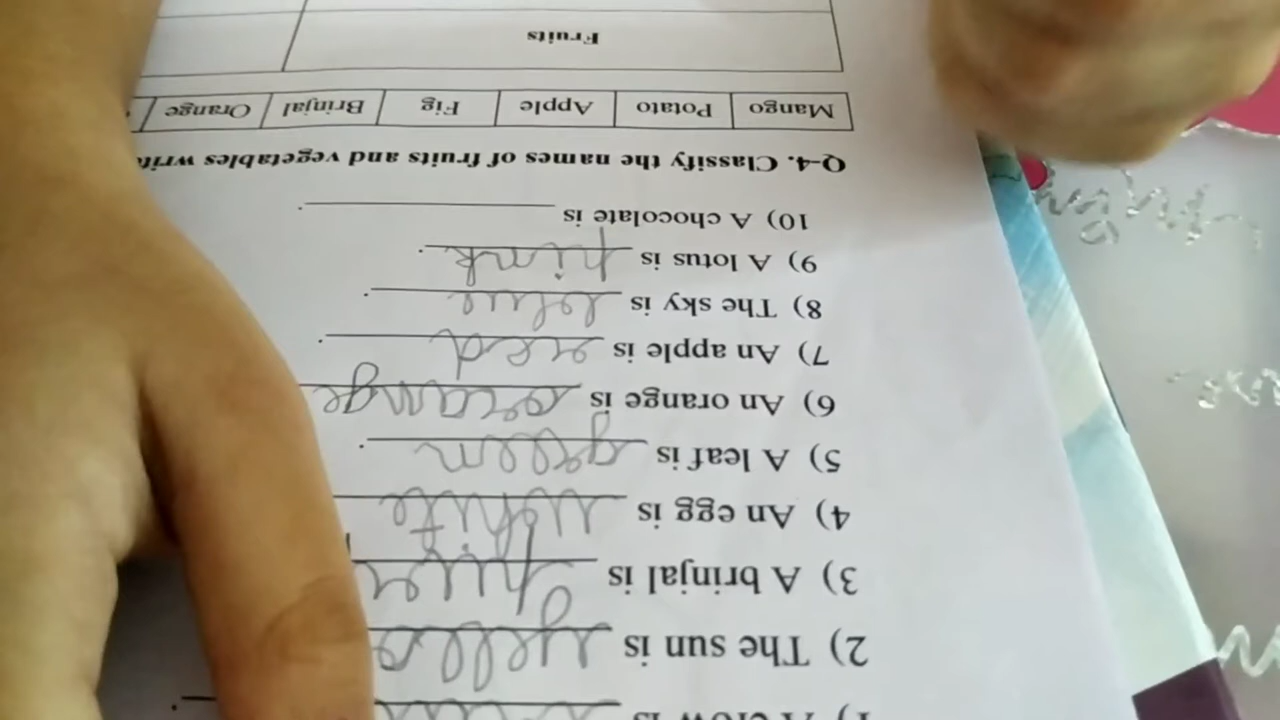 2) The sun is yello
3) A brinjal is
4) An egg is white
5) A leaf is green.
6) An orange is orange
7) An apple is red.
8) The sky is blue.
9) A lotus is pink.
10) A chocolate is
Q-4. Classify the names of fruits and vegetables
Mango Potato Apple Fig Brinjal Orange
Fruits